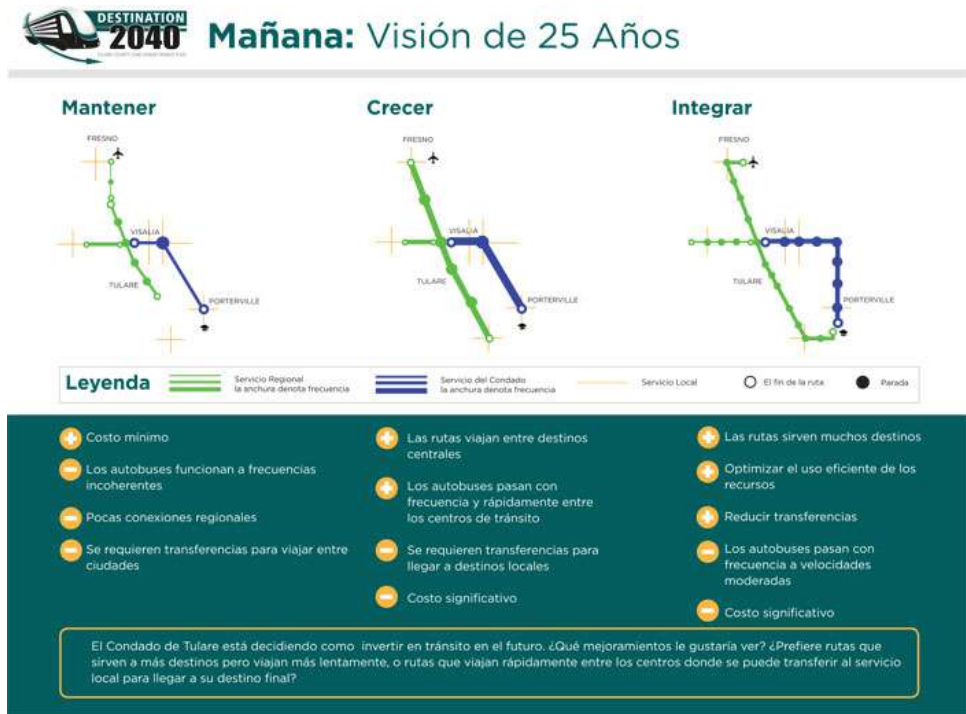 DESTINATION
2040
Mañana: Visión de 25 Años
Mantener
FRESNO
VISALIA
TULARE
PORTERVILLE
Crecer
FRESNO
VISALIA
TULARE
PORTERVILLE
Integrar
FRESNO
VISALIA
TULARE
PORTERVILLE
Leyenda
Servicio Regional
la anchura denota frecuencia
Servicio del Condado
la anchura denota frecuencia
Servicio Local
El fin de la ruta
Parada
Costo mínimo
Los autobuses funcionan a frecuencias
incoherentes
Pocas conexiones regionales
Se requieren transferencias para viajar entre
ciudades
Las rutas viajan entre destinos
centrales
Los autobuses pasan con
frecuencia y rápidamente entre
los centros de tránsito
Se requieren transferencias para
llegar a destinos locales
Costo significativo
Las rutas sirven muchos destinos
Optimizar el uso eficiente de los
recursos
Reducir transferencias
Los autobuses pasan con
frecuencia a velocidades
moderadas
Costo significativo
El Condado de Tulare está decidiendo como invertir en tránsito en el futuro. ¿Qué mejoramientos le gustaría ver? ¿Prefiere rutas que
sirven a más destinos pero viajan más lentamente, o rutas que viajan rápidamente entre los centros donde se puede transferir al servicio
local para llegar a su destino final?